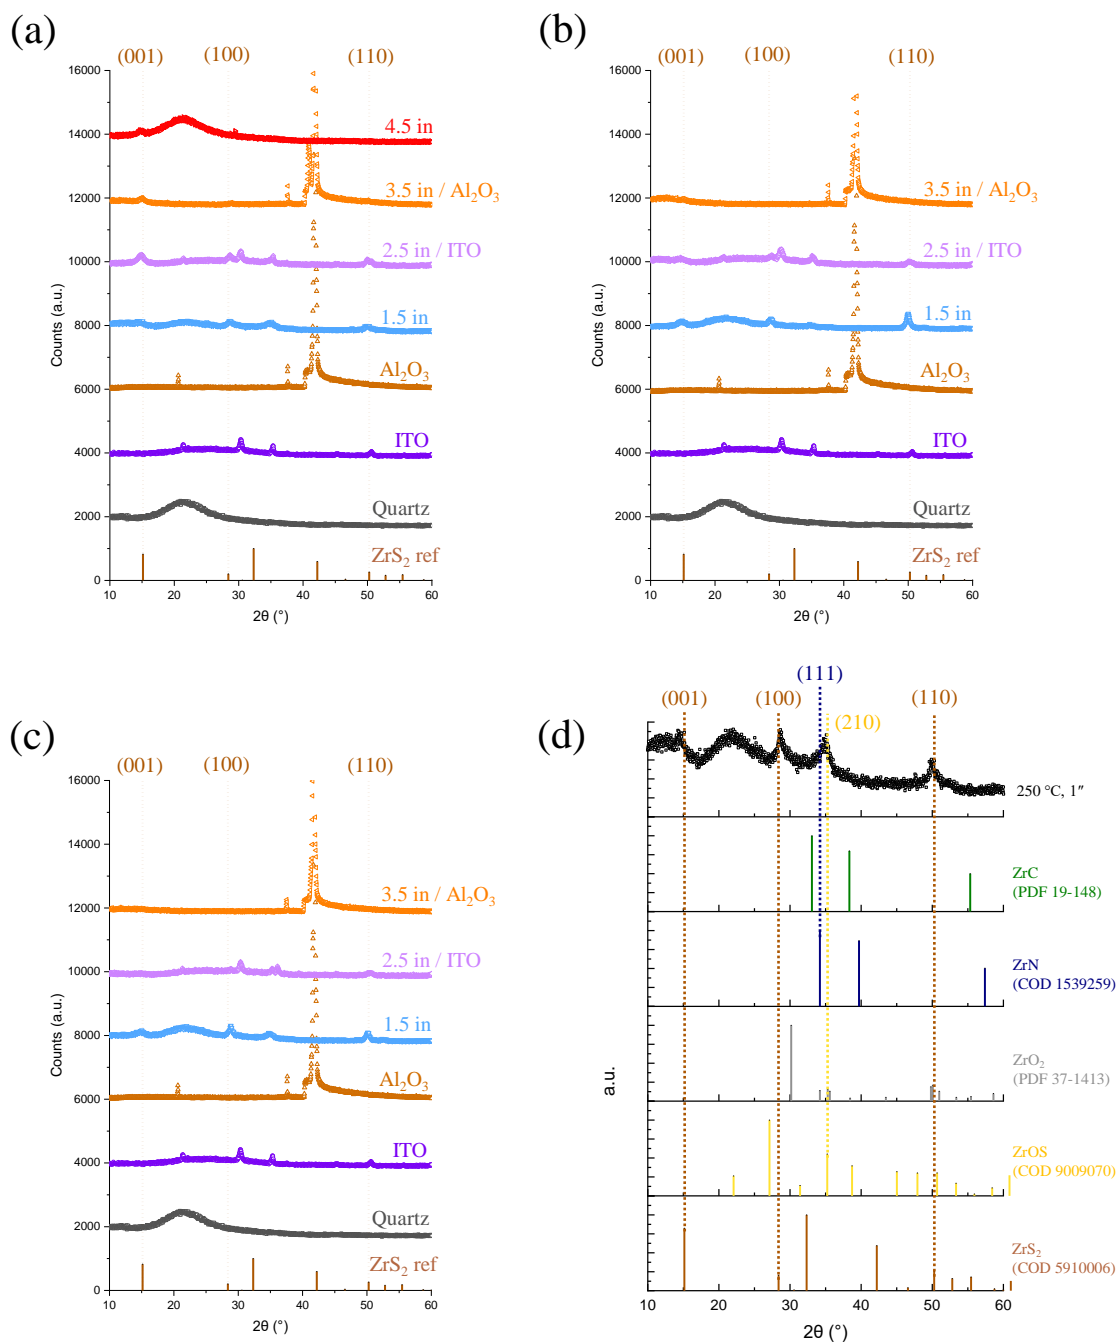 (a)
(001) (100) (110)
16000
14000
12000
10000
8000
6000
4000
2000
0
Counts (a.u.)
4.5 in
3.5 in / Al₂O₃
2.5 in / ITO
1.5 in
Al₂O₃
ITO
Quartz
ZrS₂ ref
10 20 30 40 50 60
2θ (°)
(b)
(001) (100) (110)
16000
14000
12000
10000
8000
6000
4000
2000
0
Counts (a.u.)
3.5 in / Al₂O₃
2.5 in / ITO
1.5 in
Al₂O₃
ITO
Quartz
ZrS₂ ref
10 20 30 40 50 60
2θ (°)
(c)
(001) (100) (110)
16000
14000
12000
10000
8000
6000
4000
2000
0
Counts (a.u.)
3.5 in / Al₂O₃
2.5 in / ITO
1.5 in
Al₂O₃
ITO
Quartz
ZrS₂ ref
10 20 30 40 50 60
2θ (°)
(d)
(111)
(001) (100) (110)
(210)
250 °C, 1″
ZrC
(PDF 19-148)
ZrN
(COD 1539259)
ZrO₂
(PDF 37-1413)
a.u.
ZrOS
(COD 9009070)
ZrS₂
(COD 5910006)
10 20 30 40 50 60
2θ (°)